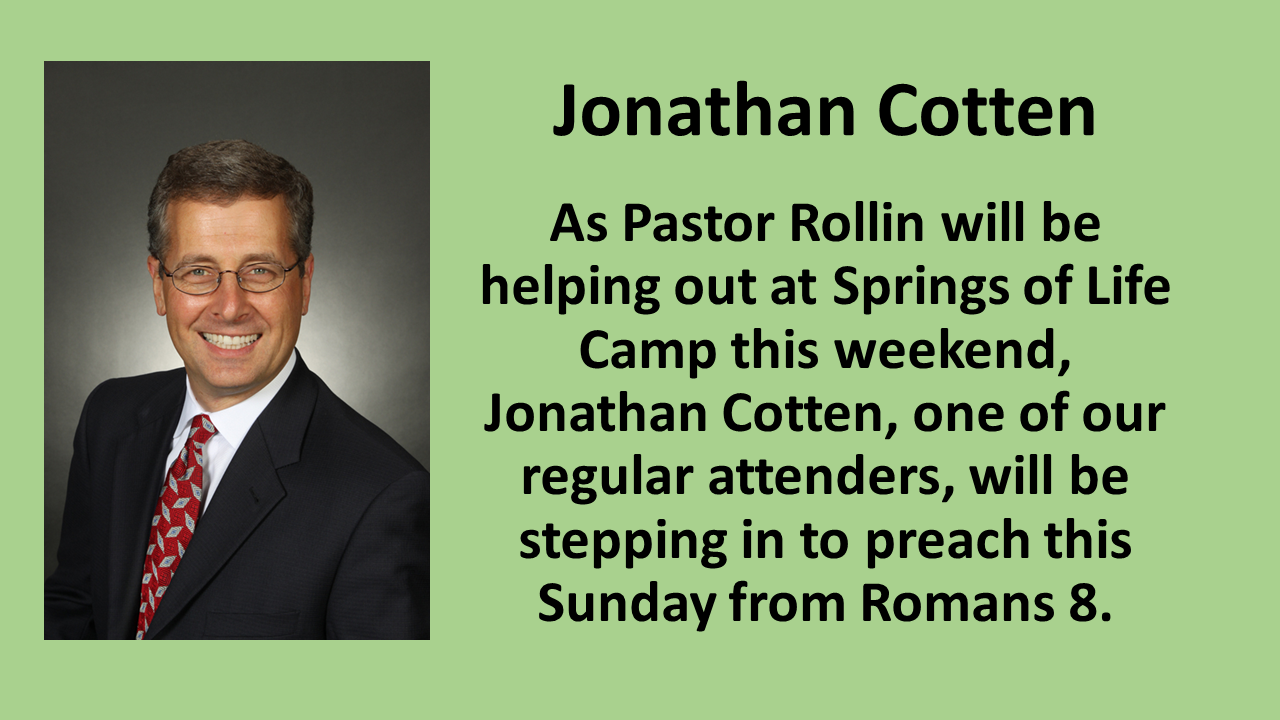 Jonathan Cotten
As Pastor Rollin will be
helping out at Springs of Life
Camp this weekend,
Jonathan Cotten, one of our
regular attenders, will be
stepping in to preach this
Sunday from Romans 8.